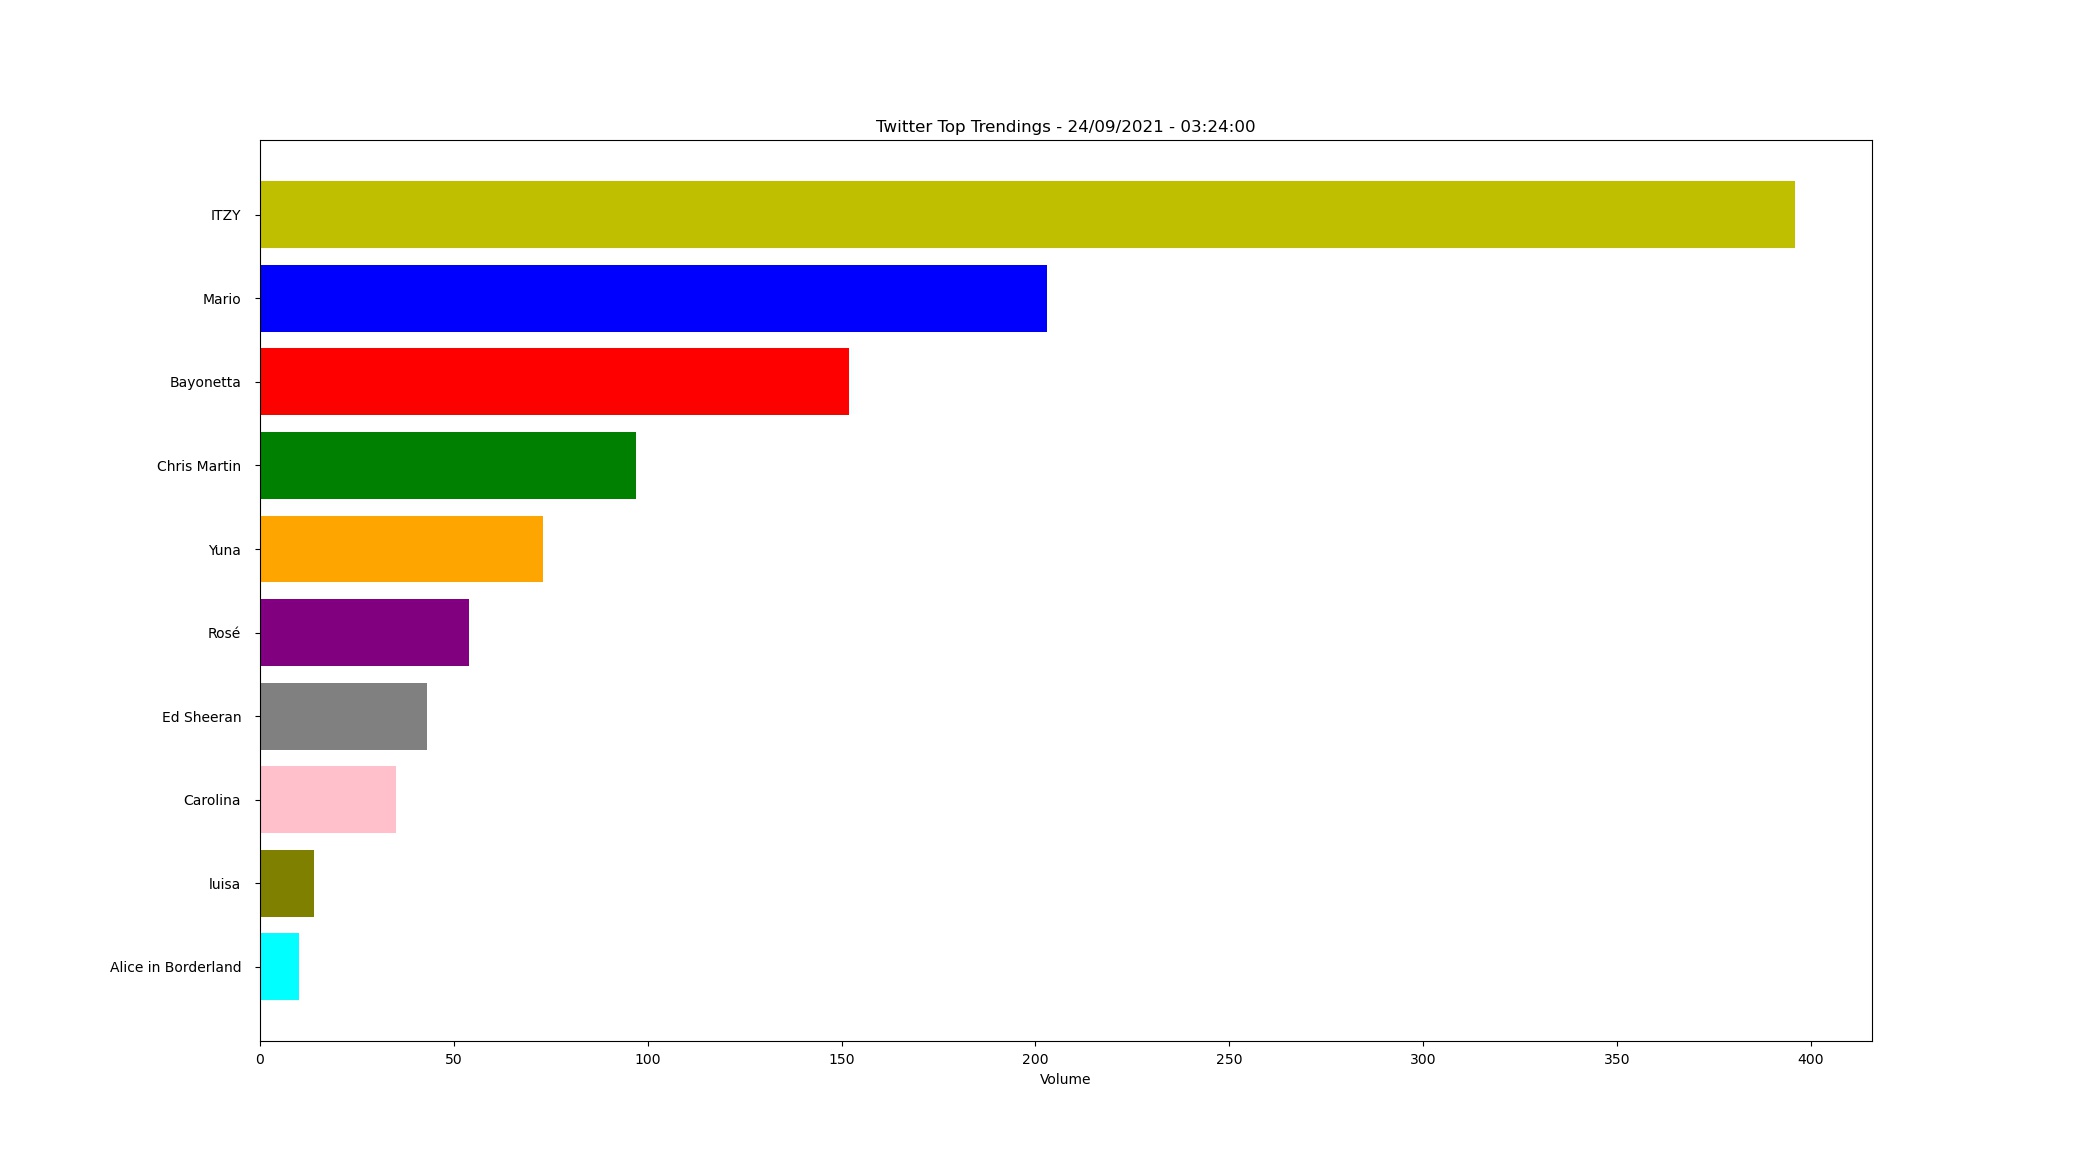 Twitter Top Trendings - 24/09/2021 - 03:24:00
ITZY
Mario
Bayonetta
Chris Martin
Yuna
Rosé
Ed Sheeran
Carolina
luisa
Alice in Borderland
0 50 100 150 200 250 300 350 400
Volume